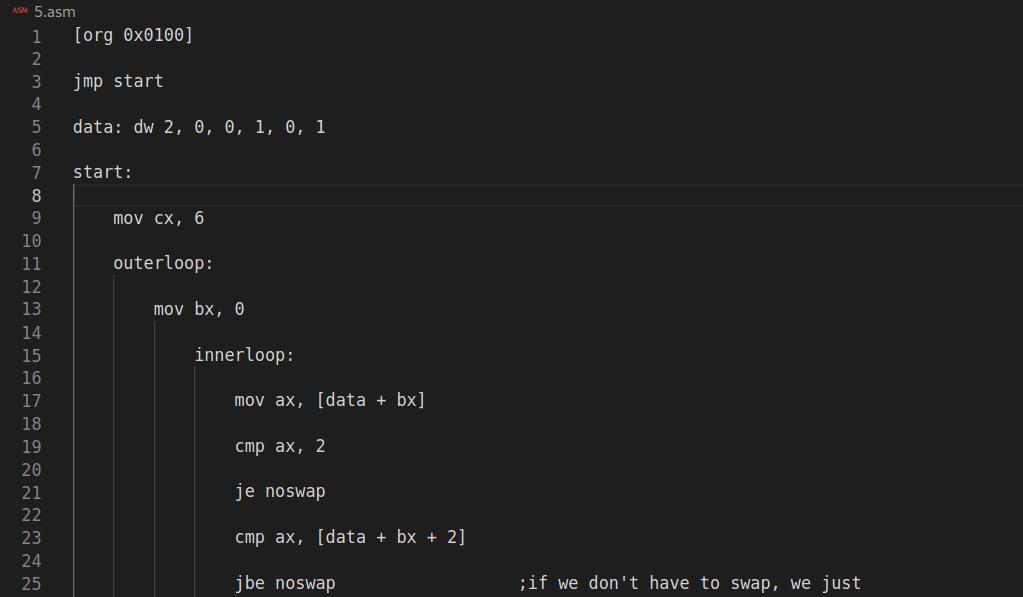 ASM 5.asm
1 [org 0x0100]
2
3 jmp start
4
5 data: dw 2, 0, 0, 1, 0, 1
6
7 start:
8
9 mov cx, 6
10
11 outerloop:
12
13 mov bx, 0
14
15 innerloop:
16
17 mov ax, [data + bx]
18
19 cmp ax, 2
20
21 je noswap
22
23 cmp ax, [data + bx + 2]
24
25 jbe noswap ;if we don't have to swap, we just